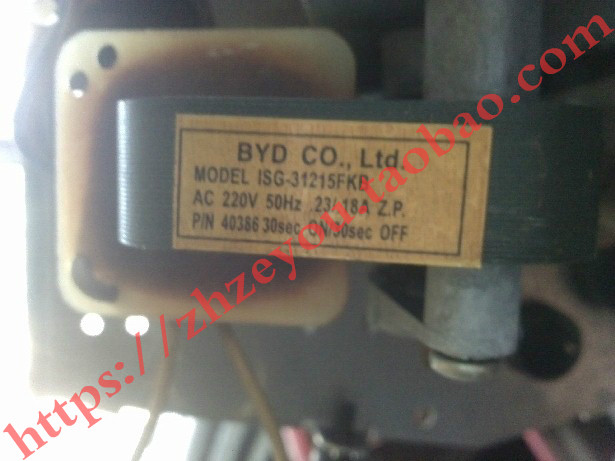 BYD CO., Ltd.
MODEL ISG-31215FKB
AC 220V 50Hz .23/.18A Z.P.
P/N 40386 30sec ON/30sec OFF
https://zhzeyou.taobao.com